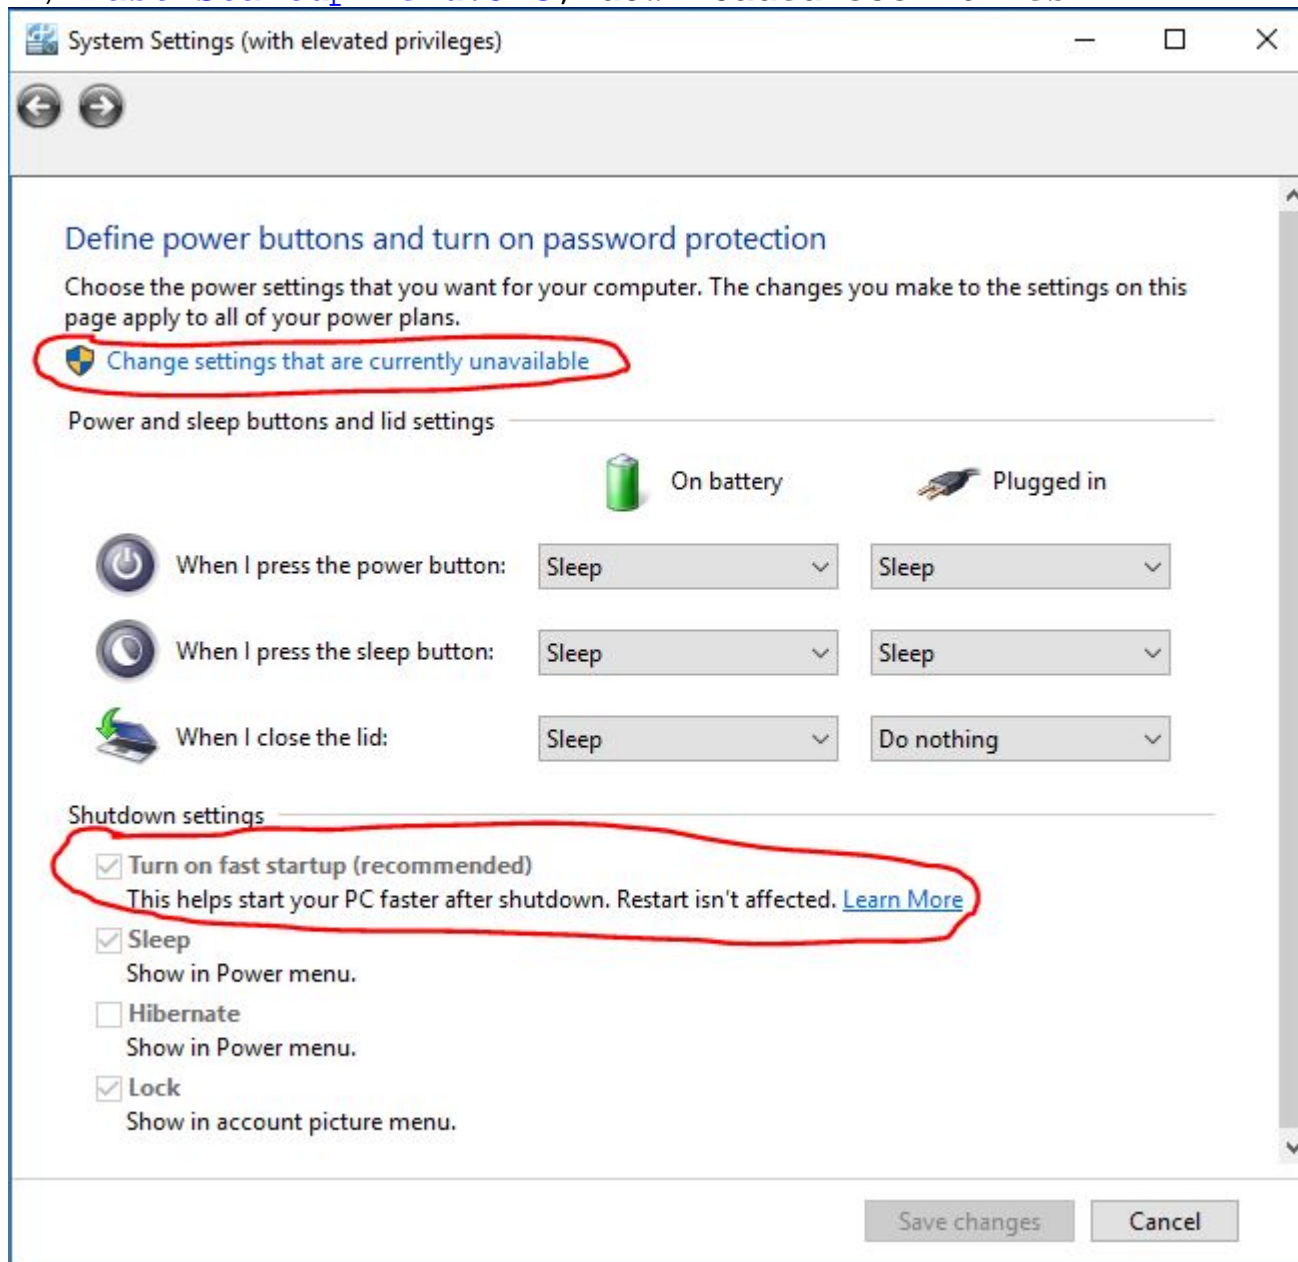 System Settings (with elevated privileges)
Define power buttons and turn on password protection
Choose the power settings that you want for your computer. The changes you make to the settings on this
page apply to all of your power plans.
Change settings that are currently unavailable
Power and sleep buttons and lid settings
On battery Plugged in
When I press the power button: Sleep Sleep
When I press the sleep button: Sleep Sleep
When I close the lid: Sleep Do nothing
Shutdown settings
Turn on fast startup (recommended)
This helps start your PC faster after shutdown. Restart isn't affected. Learn More
Sleep
Show in Power menu.
Hibernate
Show in Power menu.
Lock
Show in account picture menu.
Save changes Cancel